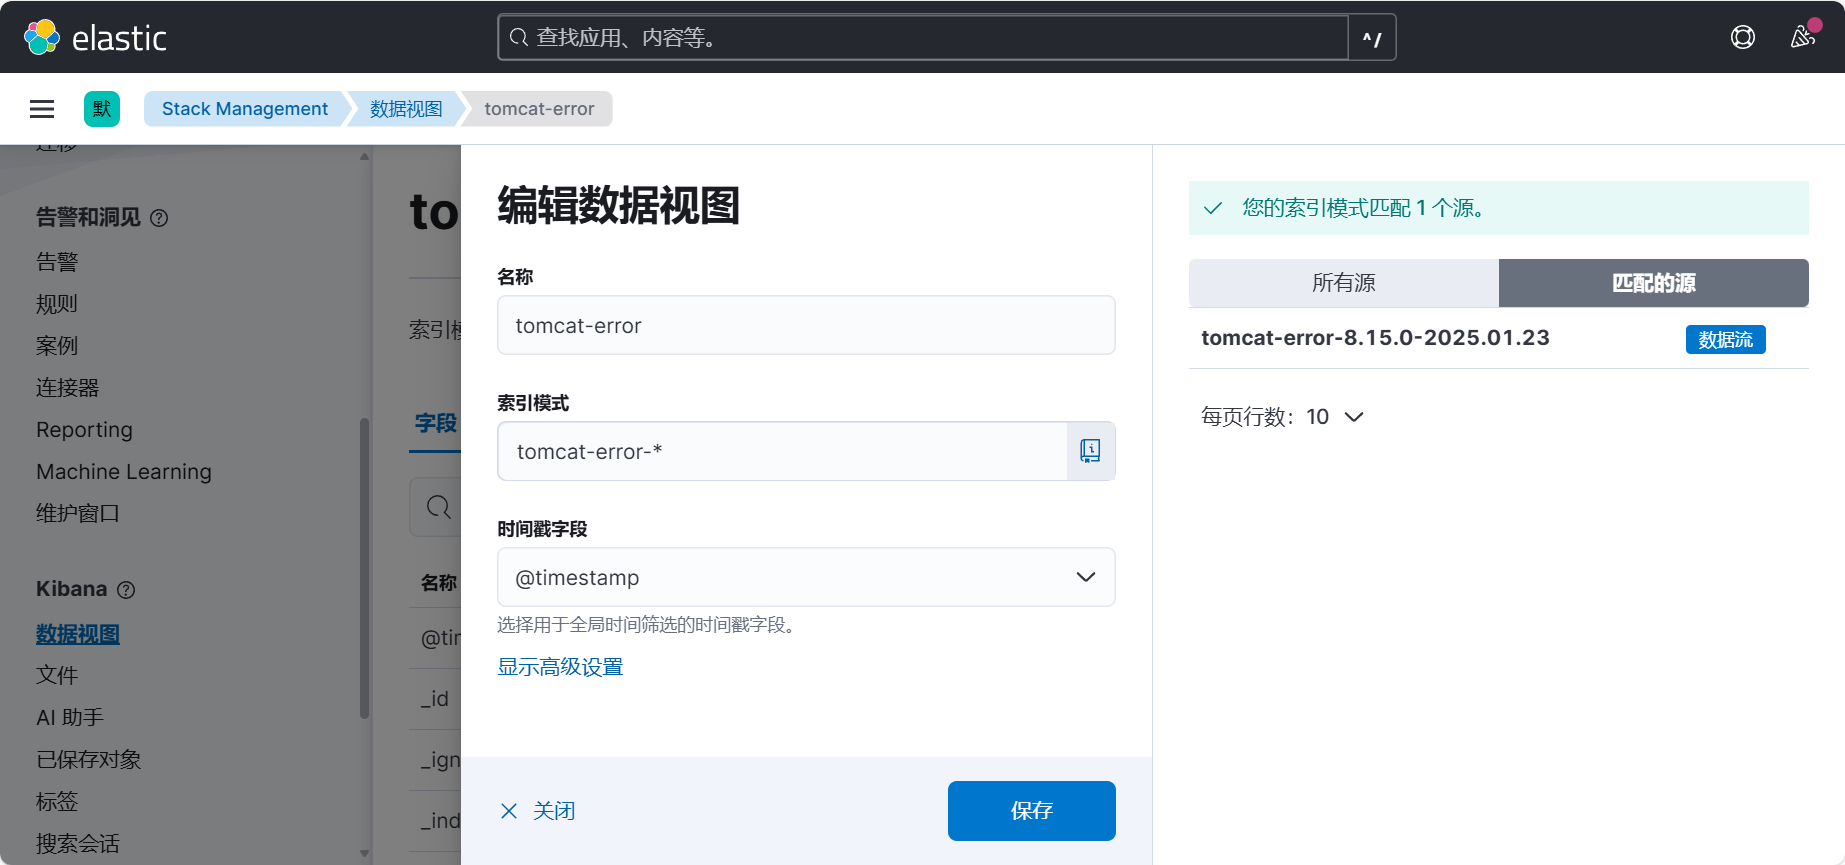 elastic
查找应用、内容等。
^/
默
Stack Management
数据视图
tomcat-error
迁移
告警和洞见
告警
规则
案例
连接器
Reporting
Machine Learning
维护窗口
Kibana
数据视图
文件
AI 助手
已保存对象
标签
搜索会话
to
索引
字段
名称
@tim
_id
_ign
_ind
编辑数据视图
名称
tomcat-error
索引模式
tomcat-error-*
时间戳字段
@timestamp
选择用于全局时间筛选的时间戳字段。
显示高级设置
关闭
保存
您的索引模式匹配 1 个源。
所有源
匹配的源
tomcat-error-8.15.0-2025.01.23
数据流
每页行数: 10